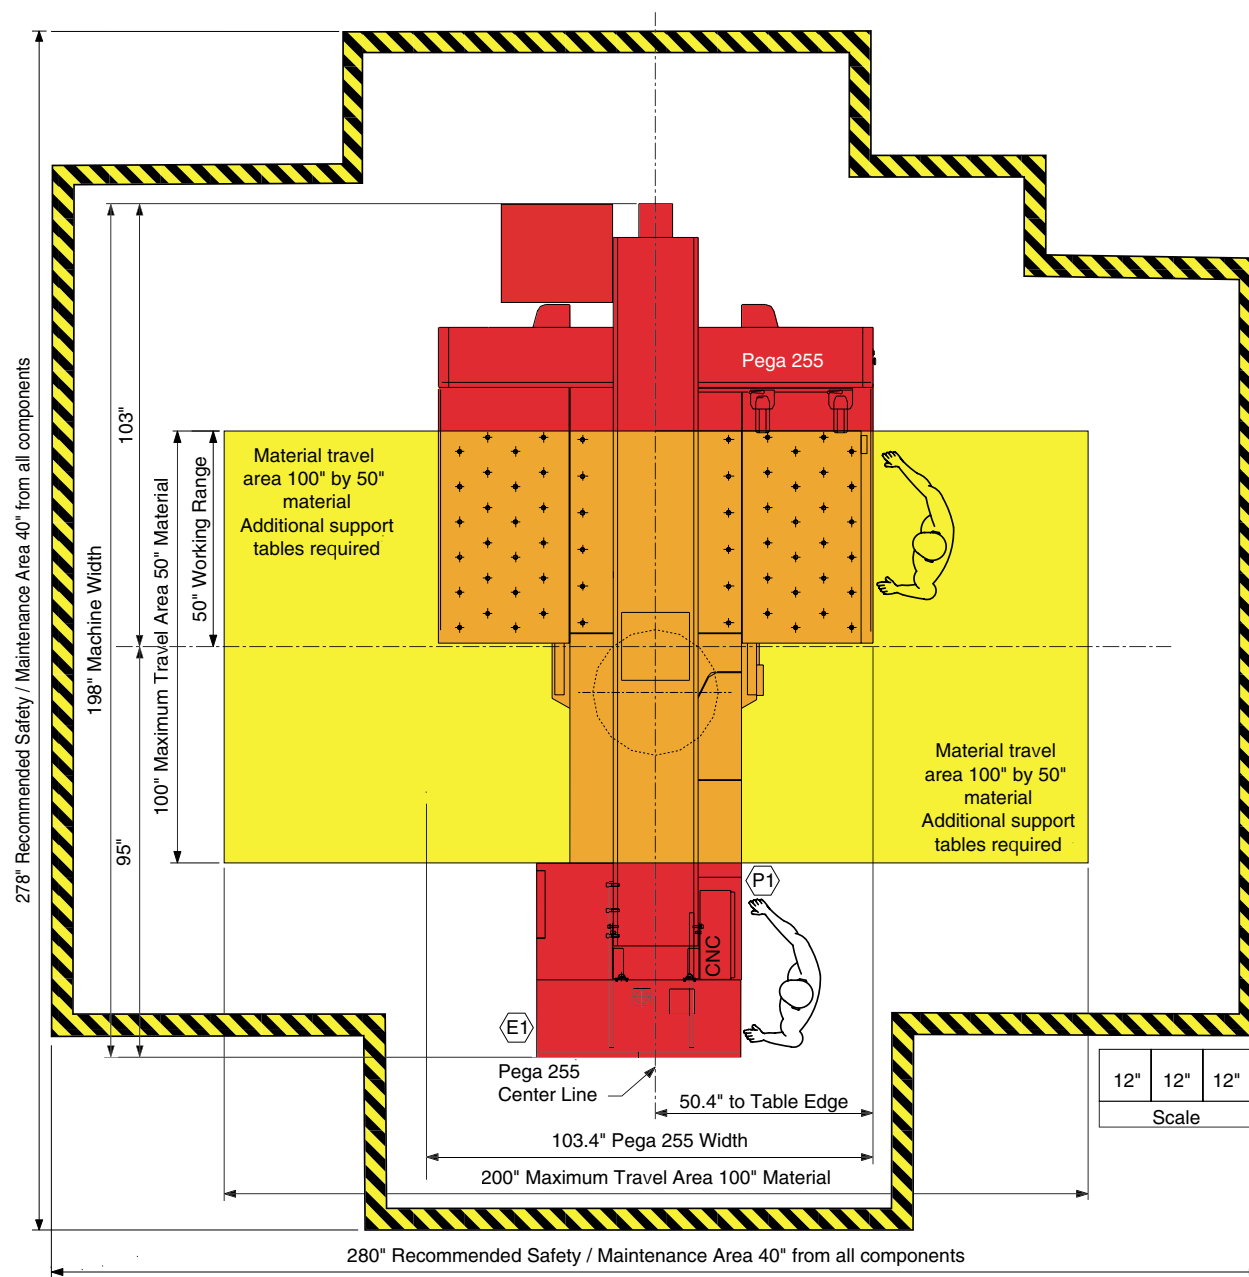 Pega 255
Material travel
area 100" by 50"
material
Additional support
tables required
278" Recommended Safety / Maintenance Area 40" from all components
198" Machine Width
103"
95"
100" Maximum Travel Area 50" Material
50" Working Range
Material travel
area 100" by 50"
material
Additional support
tables required
P1
CNC
E1
Pega 255
Center Line
50.4" to Table Edge
103.4" Pega 255 Width
200" Maximum Travel Area 100" Material
12" 12" 12"
Scale
280" Recommended Safety / Maintenance Area 40" from all components